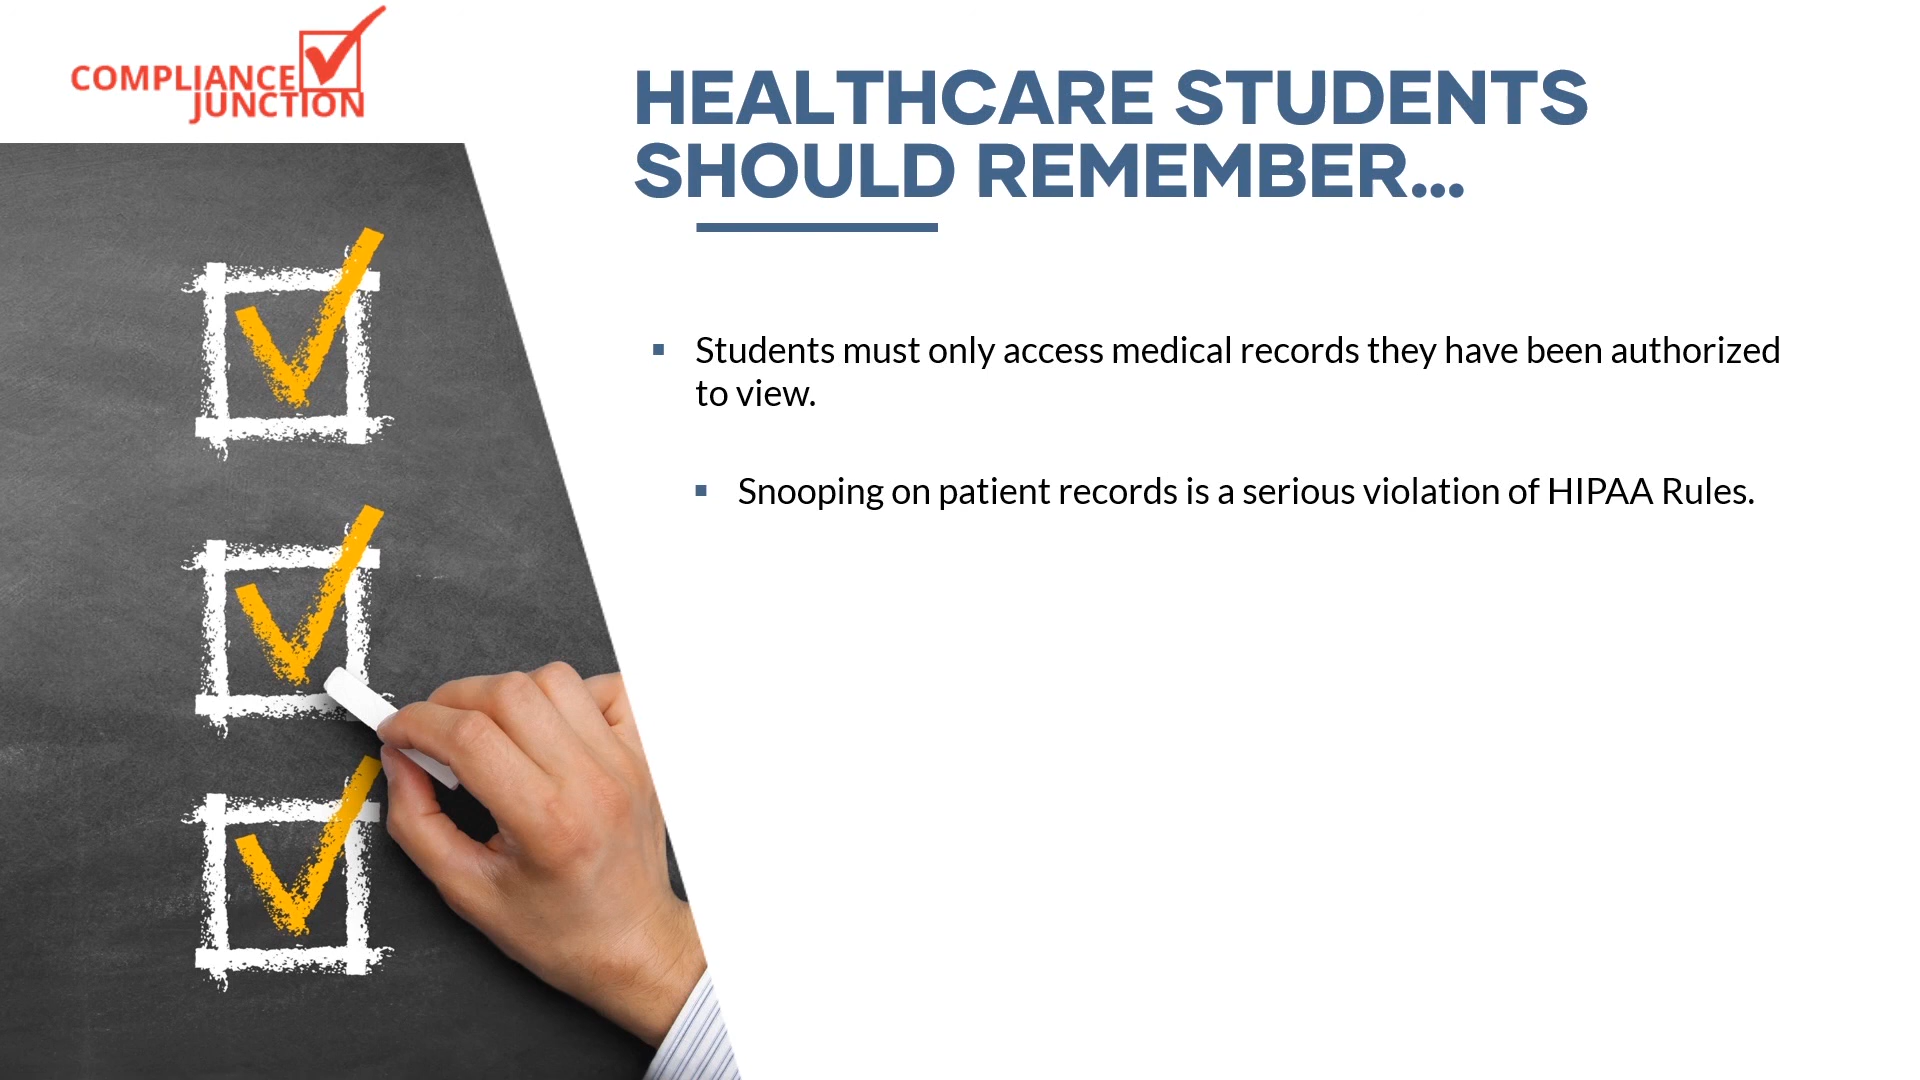 COMPLIANCE
JUNCTION
HEALTHCARE STUDENTS
SHOULD REMEMBER...
▪ Students must only access medical records they have been authorized
to view.
▪ Snooping on patient records is a serious violation of HIPAA Rules.